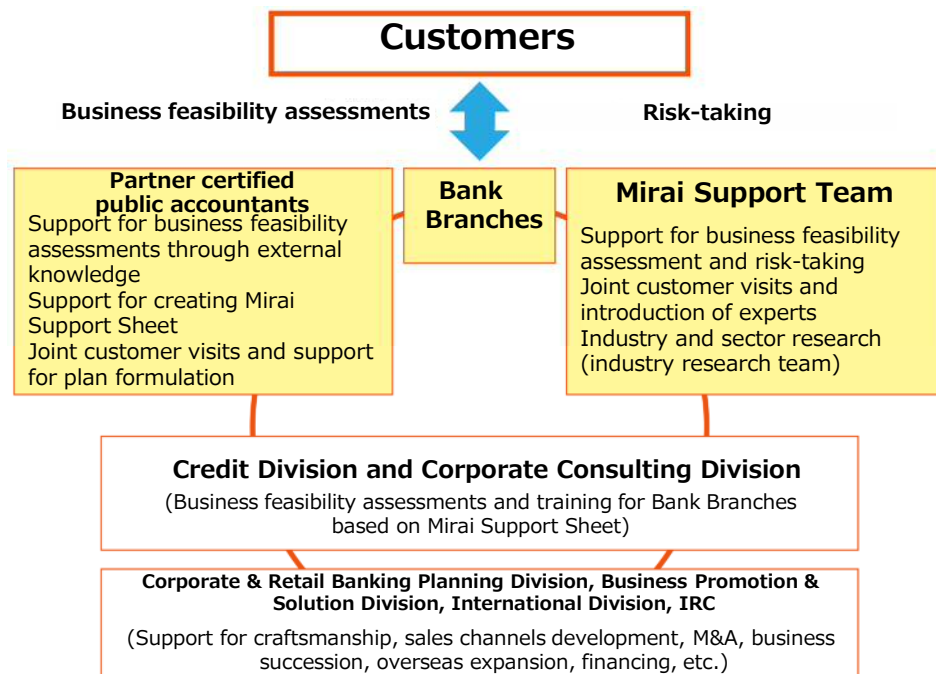 Customers
Business feasibility assessments
Risk-taking
Partner certified
public accountants
Support for business feasibility
assessments through external
knowledge
Support for creating Mirai
Support Sheet
Joint customer visits and support
for plan formulation
Bank
Branches
Mirai Support Team
Support for business feasibility
assessment and risk-taking
Joint customer visits and
introduction of experts
Industry and sector research
(industry research team)
Credit Division and Corporate Consulting Division
(Business feasibility assessments and training for Bank Branches
based on Mirai Support Sheet)
Corporate & Retail Banking Planning Division, Business Promotion &
Solution Division, International Division, IRC
(Support for craftsmanship, sales channels development, M&A, business
succession, overseas expansion, financing, etc.)